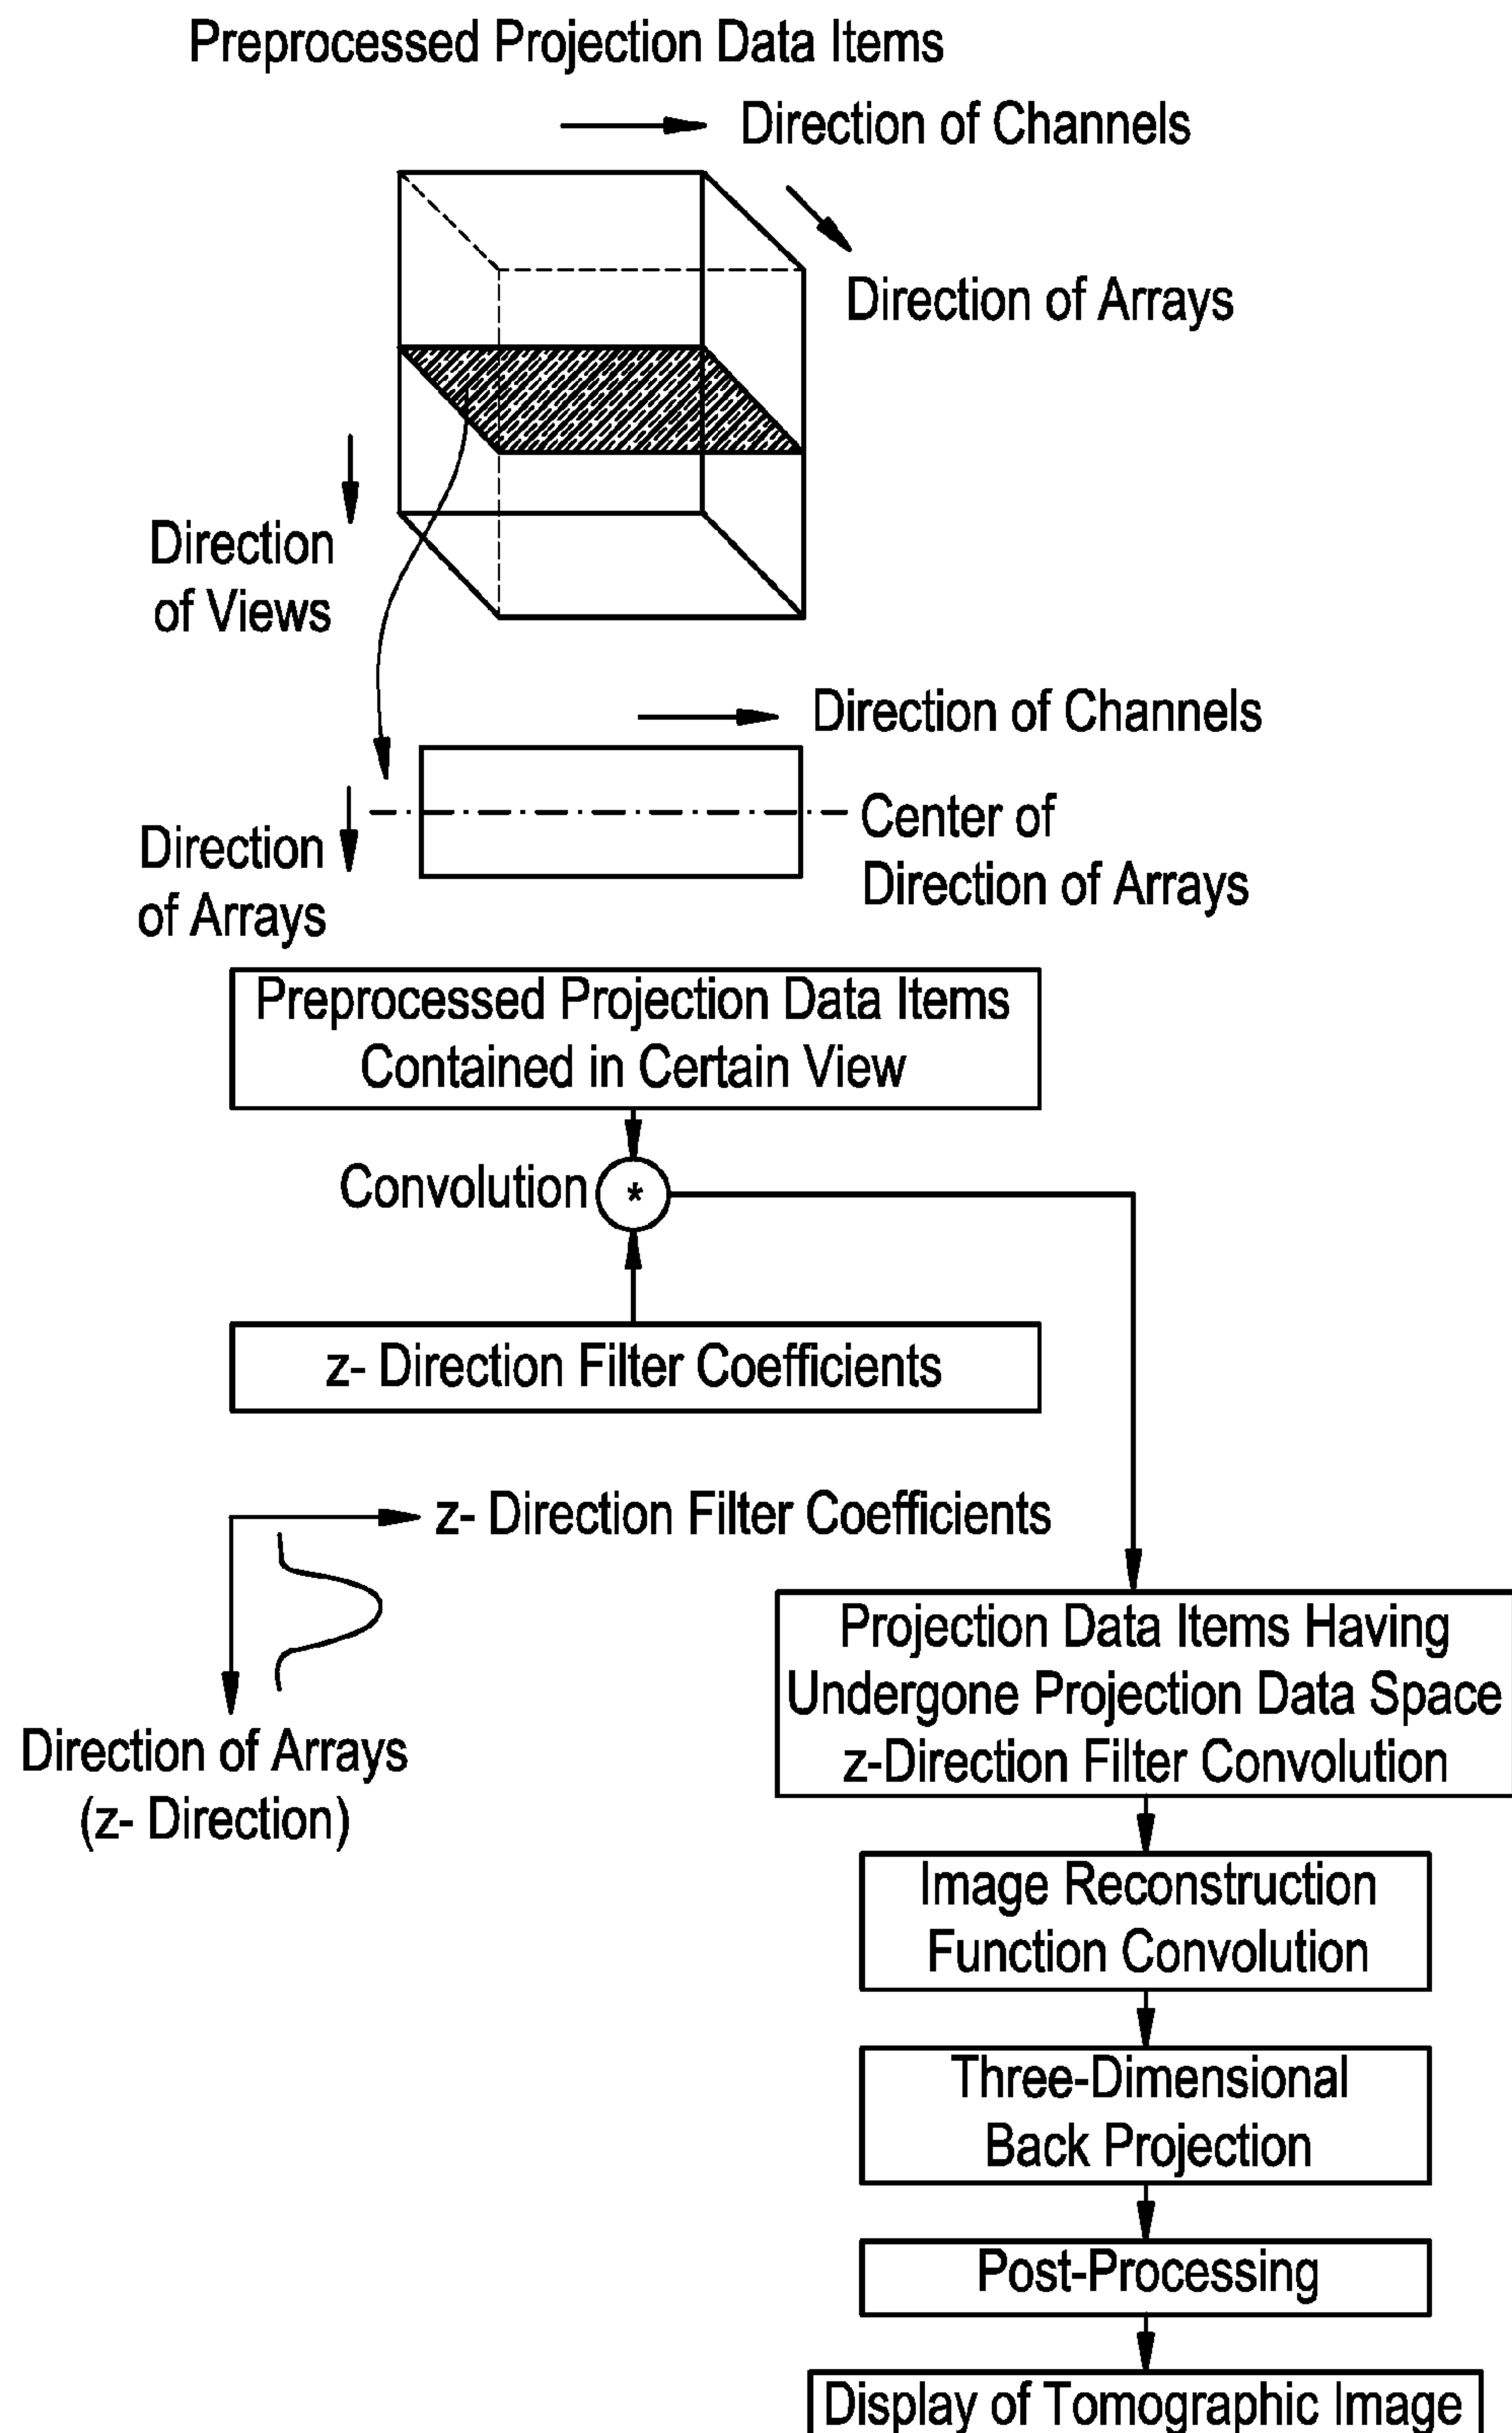 Preprocessed Projection Data Items
Direction of Channels
Direction of Arrays
Direction
of Views
Direction of Channels
Direction
of Arrays
Center of
Direction of Arrays
Preprocessed Projection Data Items
Contained in Certain View
Convolution
*
z- Direction Filter Coefficients
z- Direction Filter Coefficients
Direction of Arrays
(z- Direction)
Projection Data Items Having
Undergone Projection Data Space
z-Direction Filter Convolution
Image Reconstruction
Function Convolution
Three-Dimensional
Back Projection
Post-Processing
Display of Tomographic Image